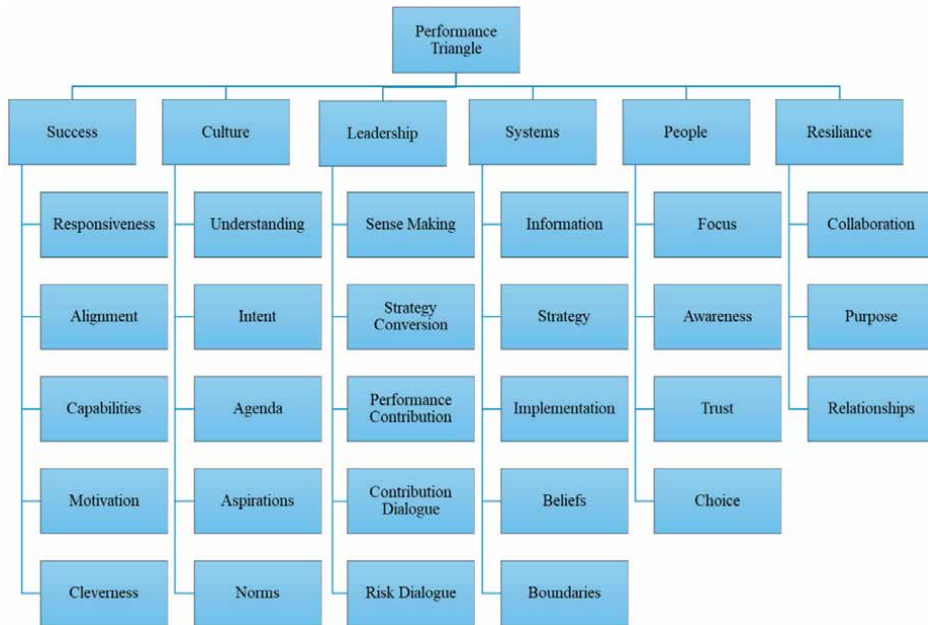 Performance
Triangle
Success
Culture
Leadership
Systems
People
Resiliance
Responsiveness
Understanding
Sense Making
Information
Focus
Collaboration
Alignment
Intent
Strategy
Conversion
Strategy
Awareness
Purpose
Capabilities
Agenda
Performance
Contribution
Implementation
Trust
Relationships
Motivation
Aspirations
Contribution
Dialogue
Beliefs
Choice
Cleverness
Norms
Risk Dialogue
Boundaries